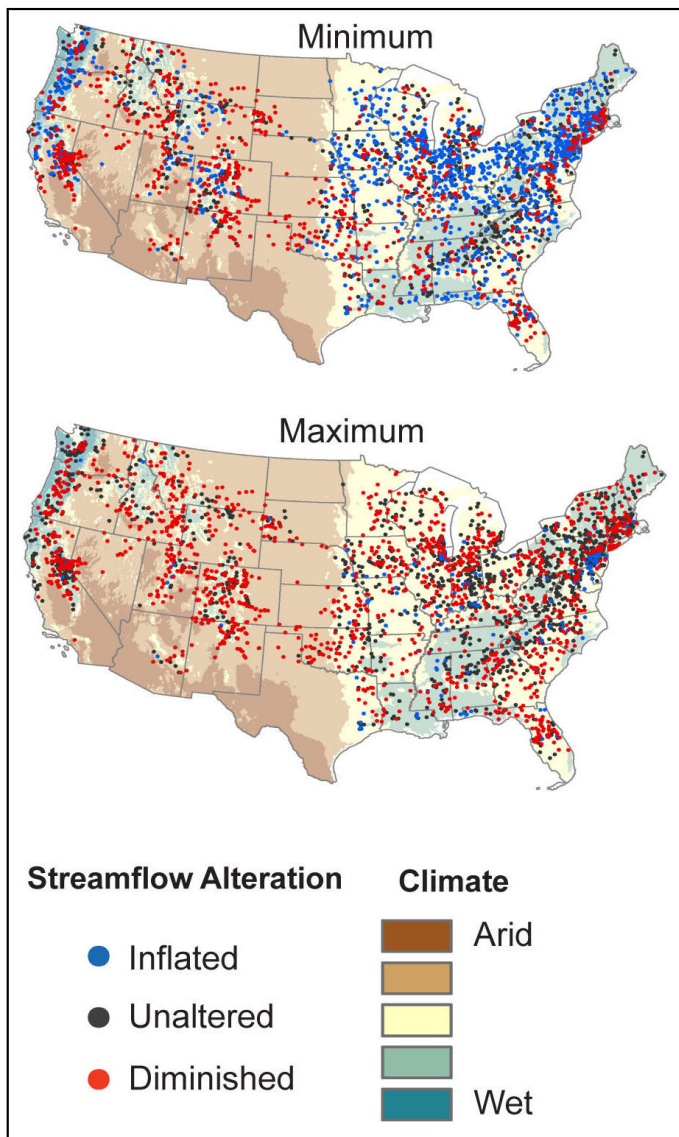 Minimum
Maximum
Streamflow Alteration
Climate
Inflated
Unaltered
Diminished
Arid
Wet